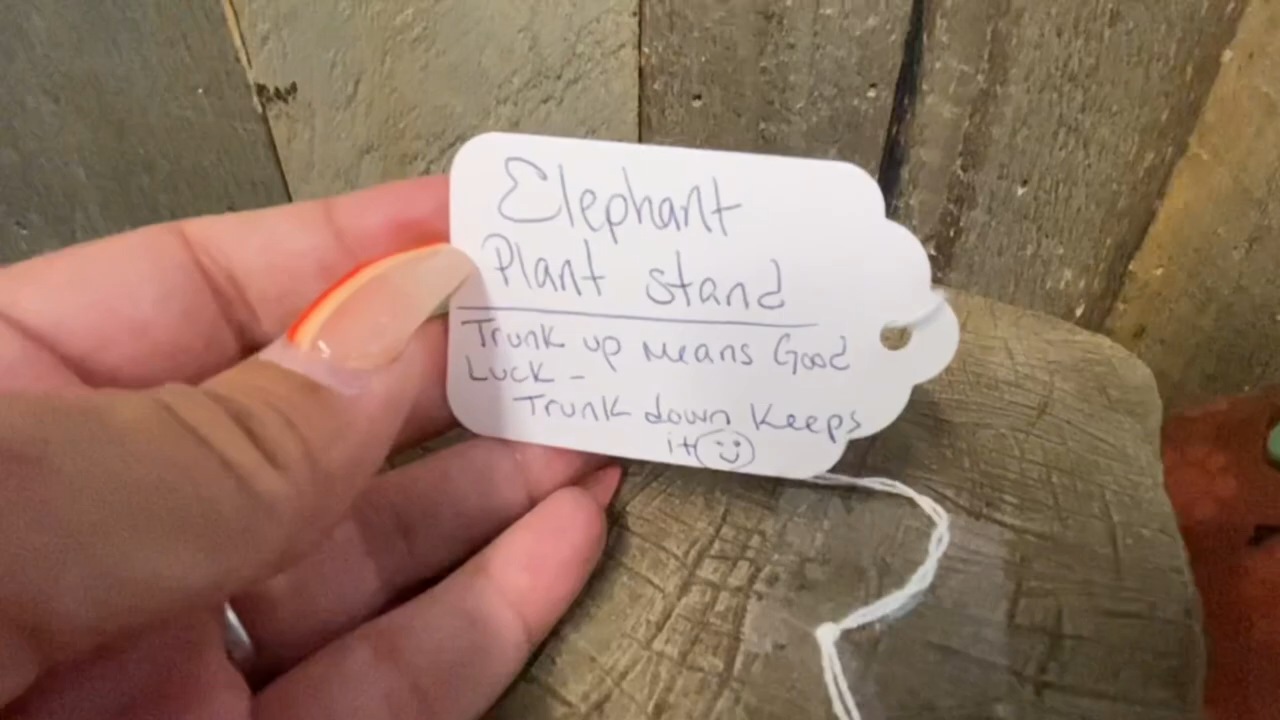 Elephant
Plant stand
Trunk up means Good
Luck -
Trunk down keeps
it